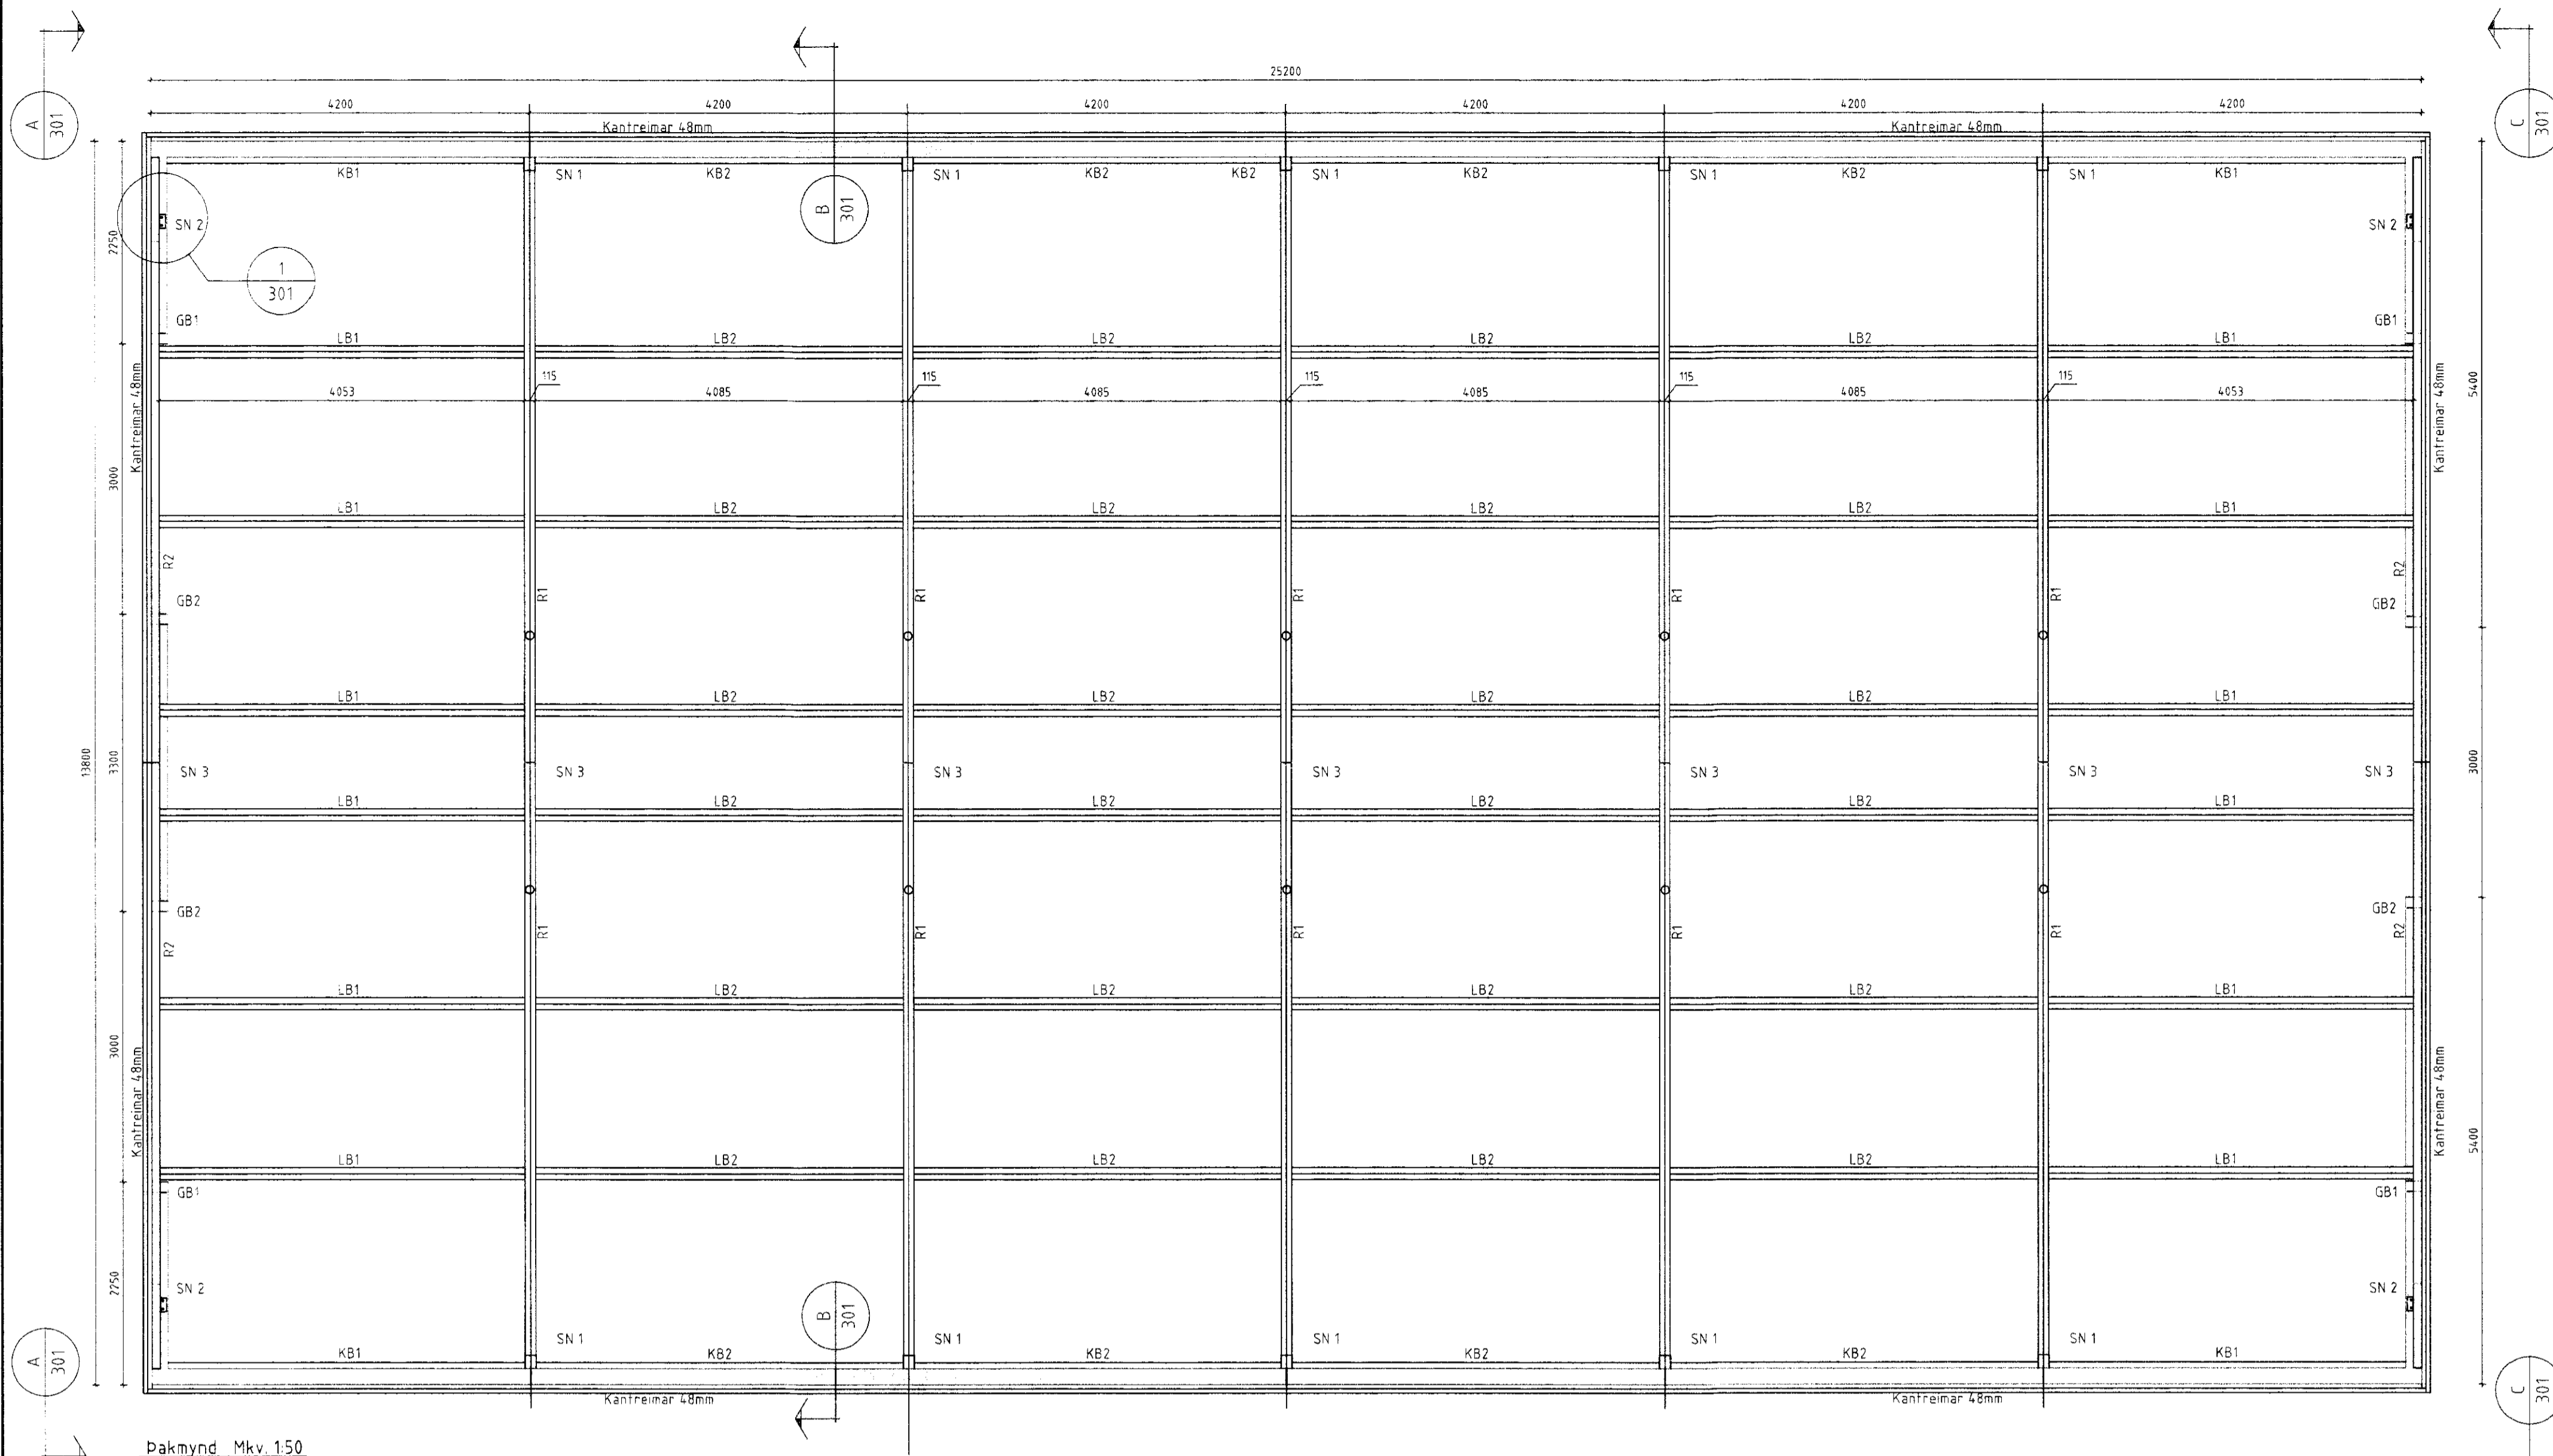 25200
4200 4200 4200 4200 4200 4200
A 301
Kantreimar 48mm Kantreimar 48mm
C 301
KB1 SN 1 KB2 SN 1 KB2 KB2 SN 1 KB2 SN 1 KB2 SN 1 KB1
B 301
SN 2 SN 2
2250
1
301
GB1 GB1
LB1 LB2 LB2 LB2 LB2 LB1
115 115 115 115 115
4053 4085 4085 4085 4085 4053
Kantreimar 48mm Kantreimar 48mm
5400
3000
LB1 LB2 LB2 LB2 LB2 LB1
R2 R2
R1 R1 R1 R1 R1
GB2 GB2
LB1 LB2 LB2 LB2 LB2 LB1
13800 3300 3000
SN 3 SN 3 SN 3 SN 3 SN 3 SN 3 SN 3
LB1 LB2 LB2 LB2 LB2 LB1
GB2 GB2
R2 R1 R1 R1 R1 R1 R2
LB1 LB2 LB2 LB2 LB2 LB1
3000
Kantreimar 48mm Kantreimar 48mm
5400
LB1 LB2 LB2 LB2 LB2 LB1
GB1 GB1
2250
SN 2 SN 2
B 301
SN 1 SN 1 SN 1 SN 1 SN 1
KB1 KB2 KB2 KB2 KB2 KB1
A 301
C 301
Kantreimar 48mm Kantreimar 48mm
Þakmynd Mkv. 1:50